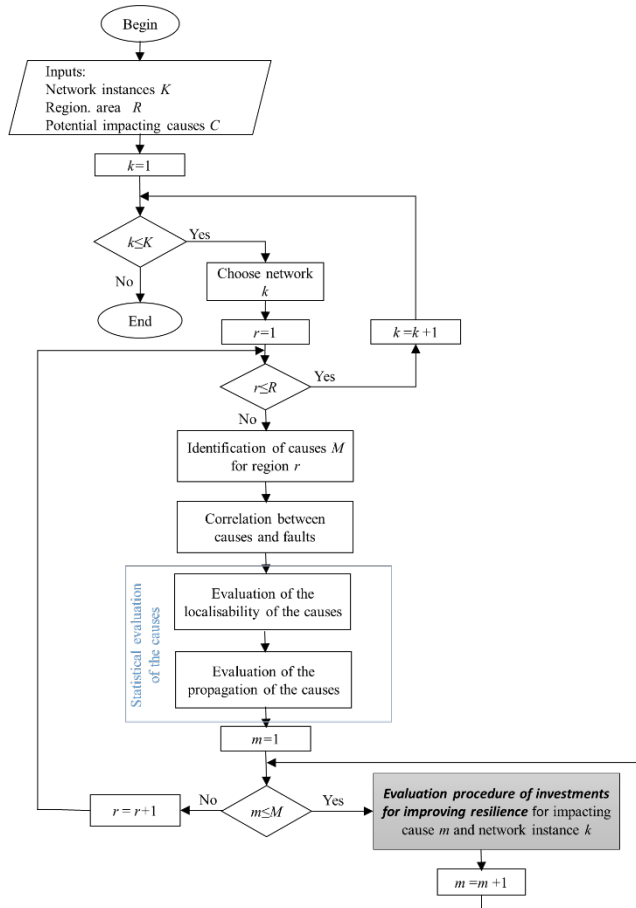 Begin
Inputs:
Network instances K
Region. area R
Potential impacting causes C
k=1
k≤K
Yes
No
Choose network
k
End
r=1
k=k+1
r≤R
Yes
No
Identification of causes M
for region r
Correlation between
causes and faults
Statistical evaluation
of the causes
Evaluation of the
localisability of the causes
Evaluation of the
propagation of the causes
m=1
r = r+1
No
m≤M
Yes
Evaluation procedure of investments
for improving resilience for impacting
cause m and network instance k
m =m +1